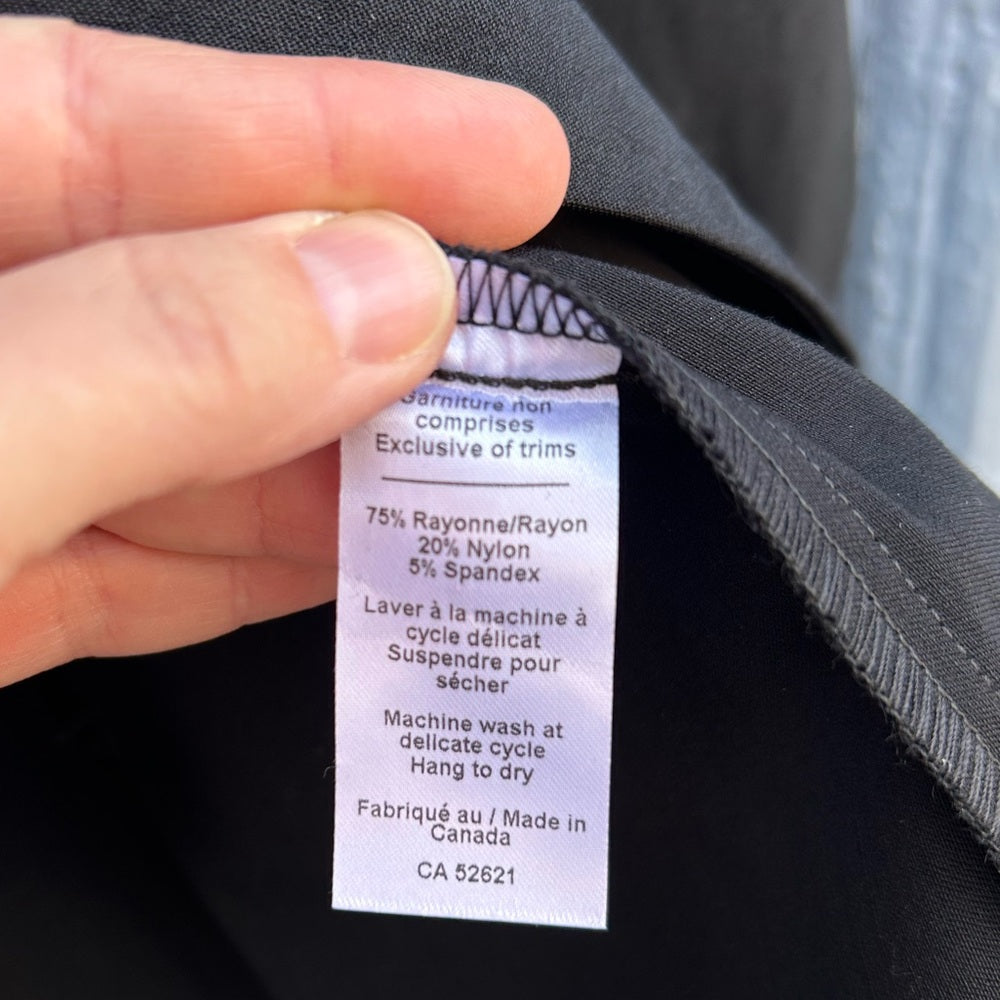 Garniture non
comprises
Exclusive of trims
75% Rayonne/Rayon
20% Nylon
5% Spandex
Laver à la machine à
cycle délicat
Suspendre pour
sécher
Machine wash at
delicate cycle
Hang to dry
Fabriqué au / Made in
Canada
CA 52621